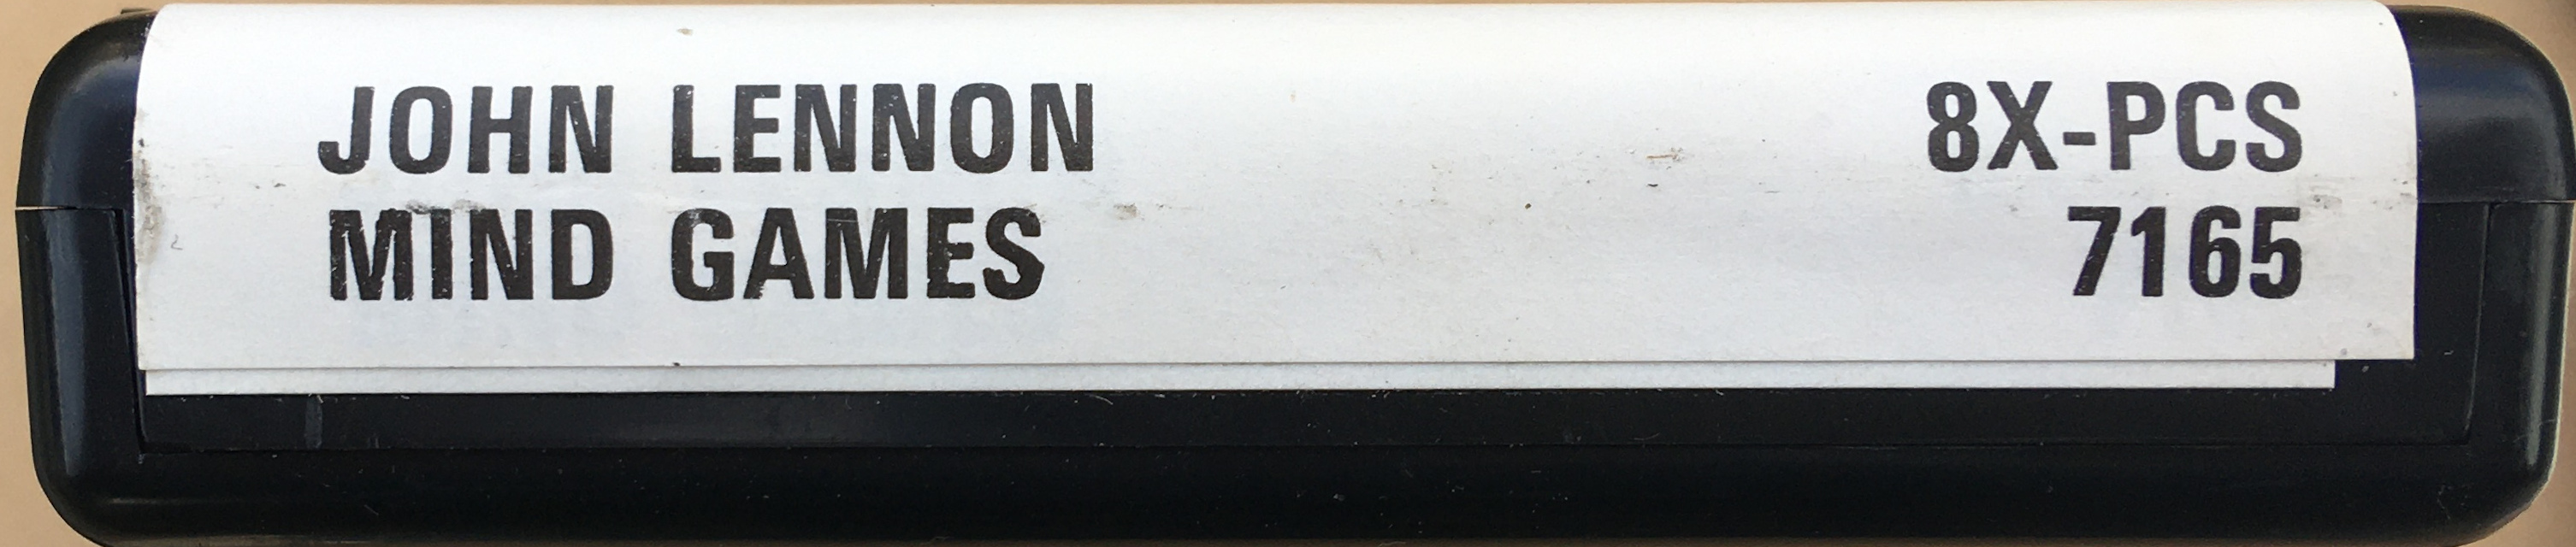 JOHN LENNON 8X-PCS
MIND GAMES 7165